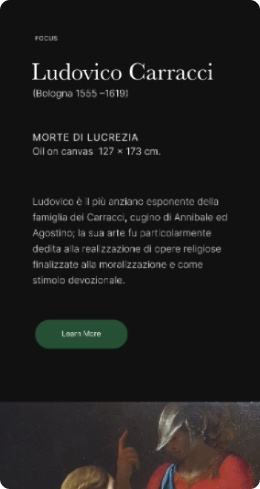 FOCUS
Ludovico Carracci
(Bologna 1555 –1619)
MORTE DI LUCREZIA
Oil on canvas 127 × 173 cm.
Ludovico è il più anziano esponente della
famiglia dei Carracci, cugino di Annibale ed
Agostino; la sua arte fu particolarmente
dedita alla realizzazione di opere religiose
finalizzate alla moralizzazione e come
stimolo devozionale.
Learn More